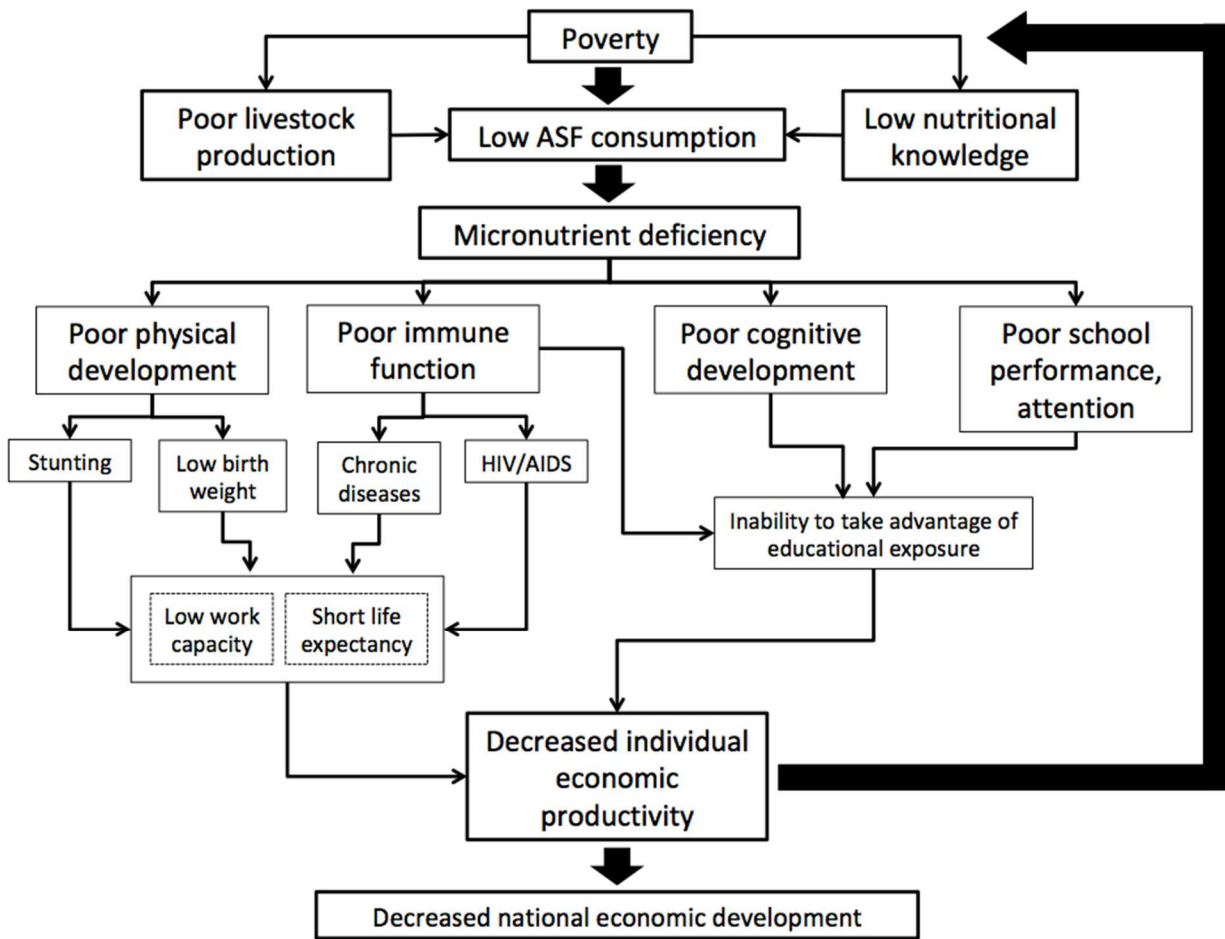 Poverty
Poor livestock
production
Low ASF consumption
Low nutritional
knowledge
Micronutrient deficiency
Poor physical
development
Poor immune
function
Poor cognitive
development
Poor school
performance,
attention
Stunting
Low birth
weight
Chronic
diseases
HIV/AIDS
Inability to take advantage of
educational exposure
Low work
capacity
Short life
expectancy
Decreased individual
economic
productivity
Decreased national economic development